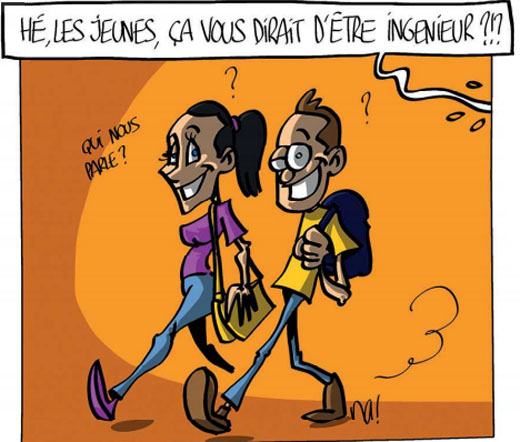 HÉ, LES JEUNES, ÇA VOUS DIRAIT D'ÊTRE INGENIEUR ?!?
?
?
QUI NOUS
PARLE?
na!